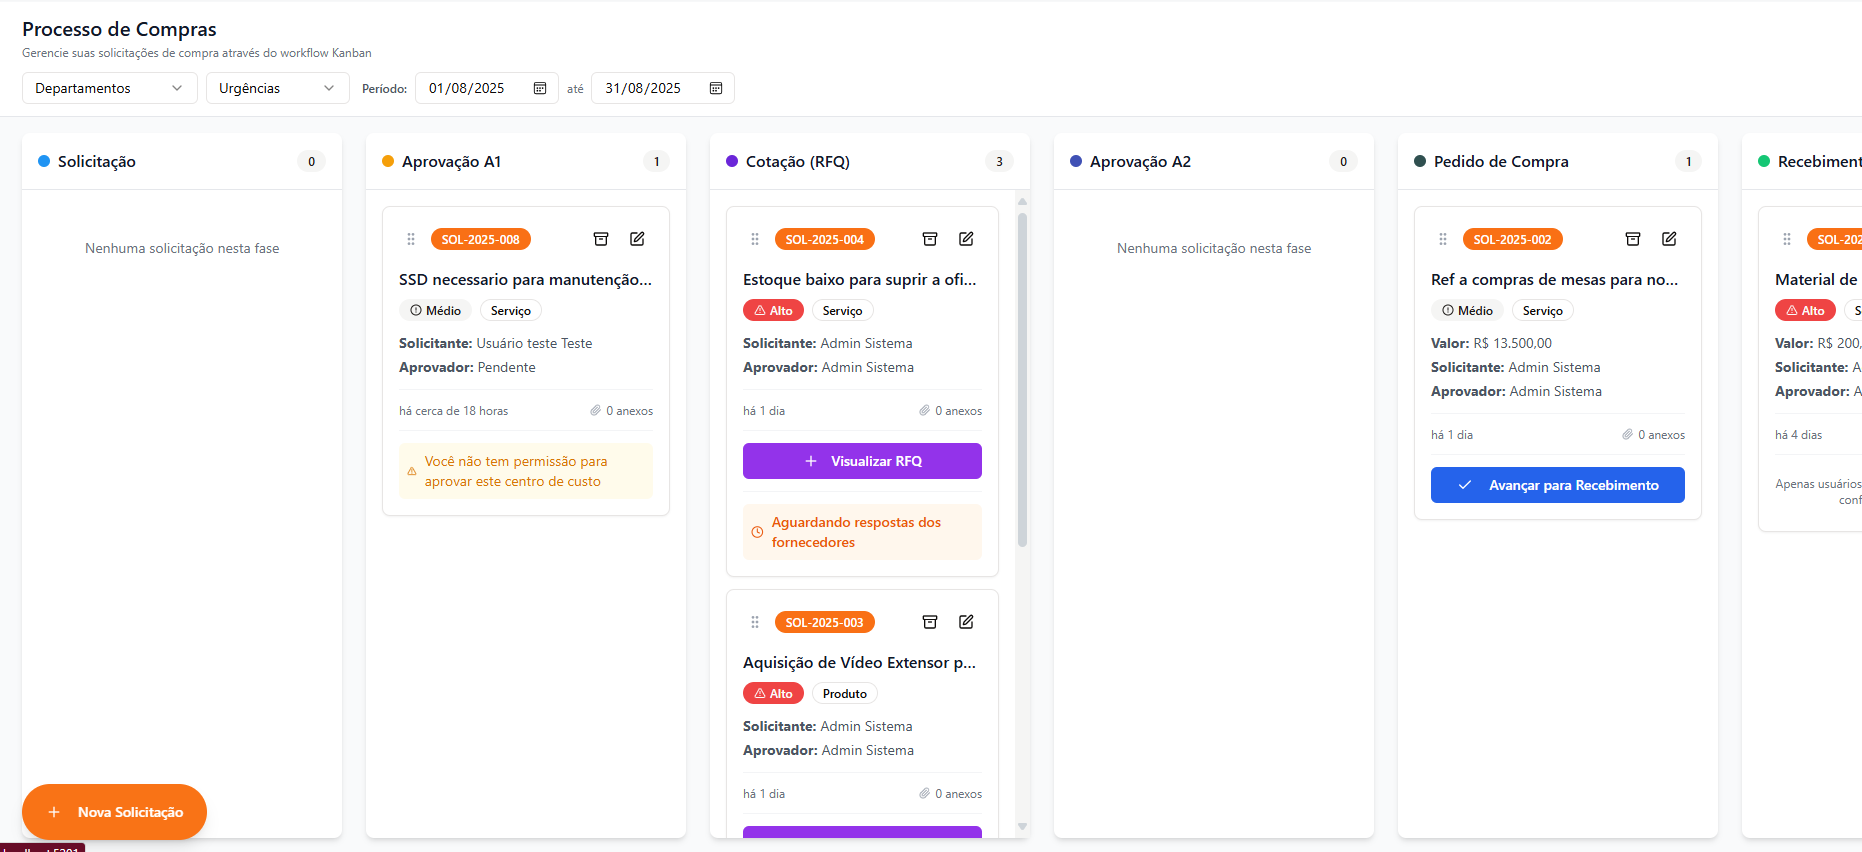 Processo de Compras
Gerencie suas solicitações de compra através do workflow Kanban
Departamentos
Urgências
Período:
01/08/2025
até
31/08/2025
Solicitação
0
Nenhuma solicitação nesta fase
Aprovação A1
1
SOL-2025-008
SSD necessario para manutenção...
Médio
Serviço
Solicitante: Usuário teste Teste
Aprovador: Pendente
há cerca de 18 horas
0 anexos
Você não tem permissão para
aprovar este centro de custo
Cotação (RFQ)
3
SOL-2025-004
Estoque baixo para suprir a ofi...
Alto
Serviço
Solicitante: Admin Sistema
Aprovador: Admin Sistema
há 1 dia
0 anexos
Visualizar RFQ
Aguardando respostas dos
fornecedores
SOL-2025-003
Aquisição de Vídeo Extensor p...
Alto
Produto
Solicitante: Admin Sistema
Aprovador: Admin Sistema
há 1 dia
0 anexos
Aprovação A2
0
Nenhuma solicitação nesta fase
Pedido de Compra
1
SOL-2025-002
Ref a compras de mesas para no...
Médio
Serviço
Valor: R$ 13.500,00
Solicitante: Admin Sistema
Aprovador: Admin Sistema
há 1 dia
0 anexos
Avançar para Recebimento
Recebiment
SOL-202
Material de
Alto
S
Valor: R$ 200,
Solicitante: A
Aprovador: A
há 4 dias
Apenas usuários
conf
Nova Solicitação